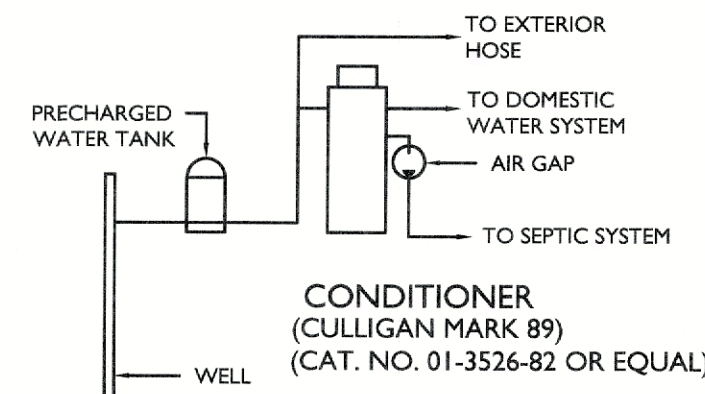 TO EXTERIOR
HOSE
PRECHARGED
WATER TANK
TO DOMESTIC
WATER SYSTEM
AIR GAP
TO SEPTIC SYSTEM
CONDITIONER
(CULLIGAN MARK 89)
(CAT. NO. 01-3526-82 OR EQUAL)
WELL